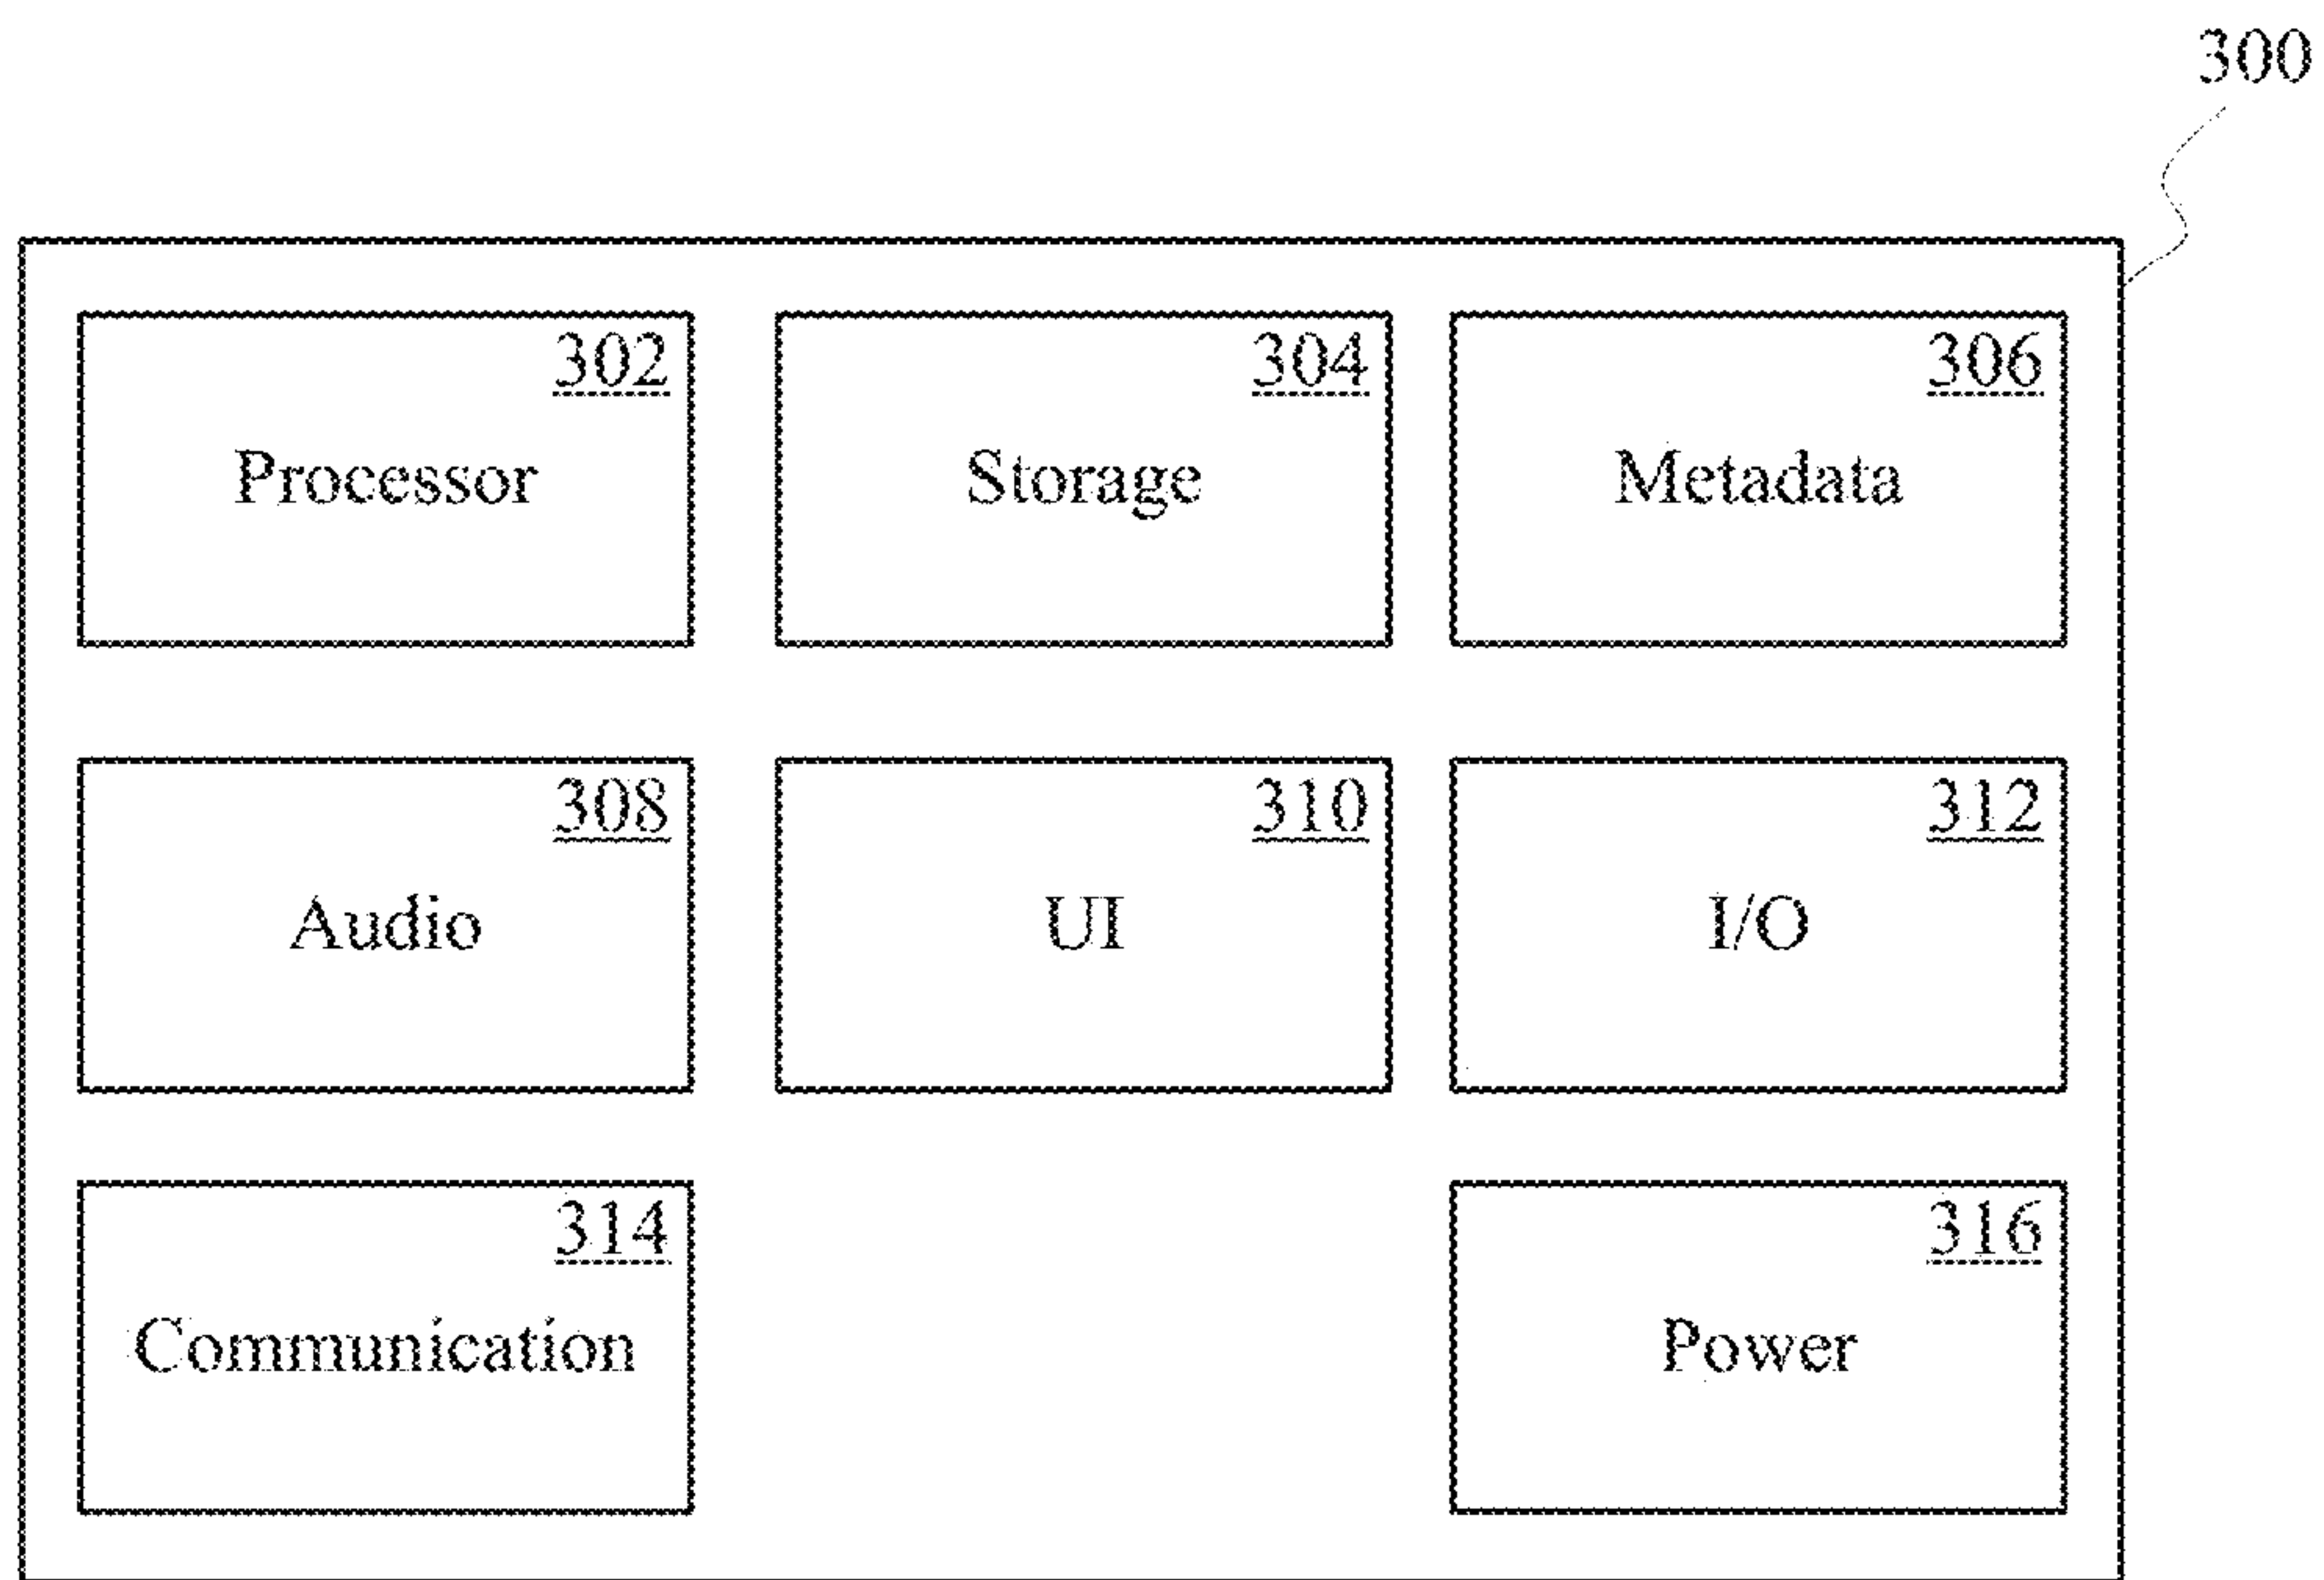 300
302
Processor
304
Storage
306
Metadata
308
Audio
310
UI
312
I/O
314
Communication
316
Power